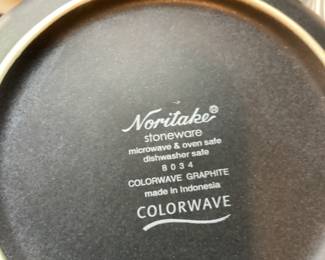 Noritake®
stoneware
microwave & oven safe
dishwasher safe
8034
COLORWAVE GRAPHITE
made in Indonesia
COLORWAVE